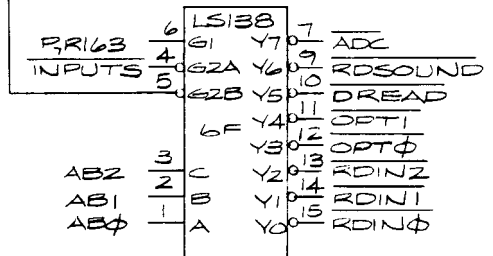 LS138
P,R163 6 G1 Y7 7 ADC
INPUTS 4 G2A Y6 9 RDSOUND
5 G2B Y5 10 DREAD
6F Y4 11 OPT1
Y3 12 OPTØ
AB2 3 C Y2 13 RDIN2
AB1 2 B Y1 14 RDIN1
ABØ 1 A YO 15 RDINØ